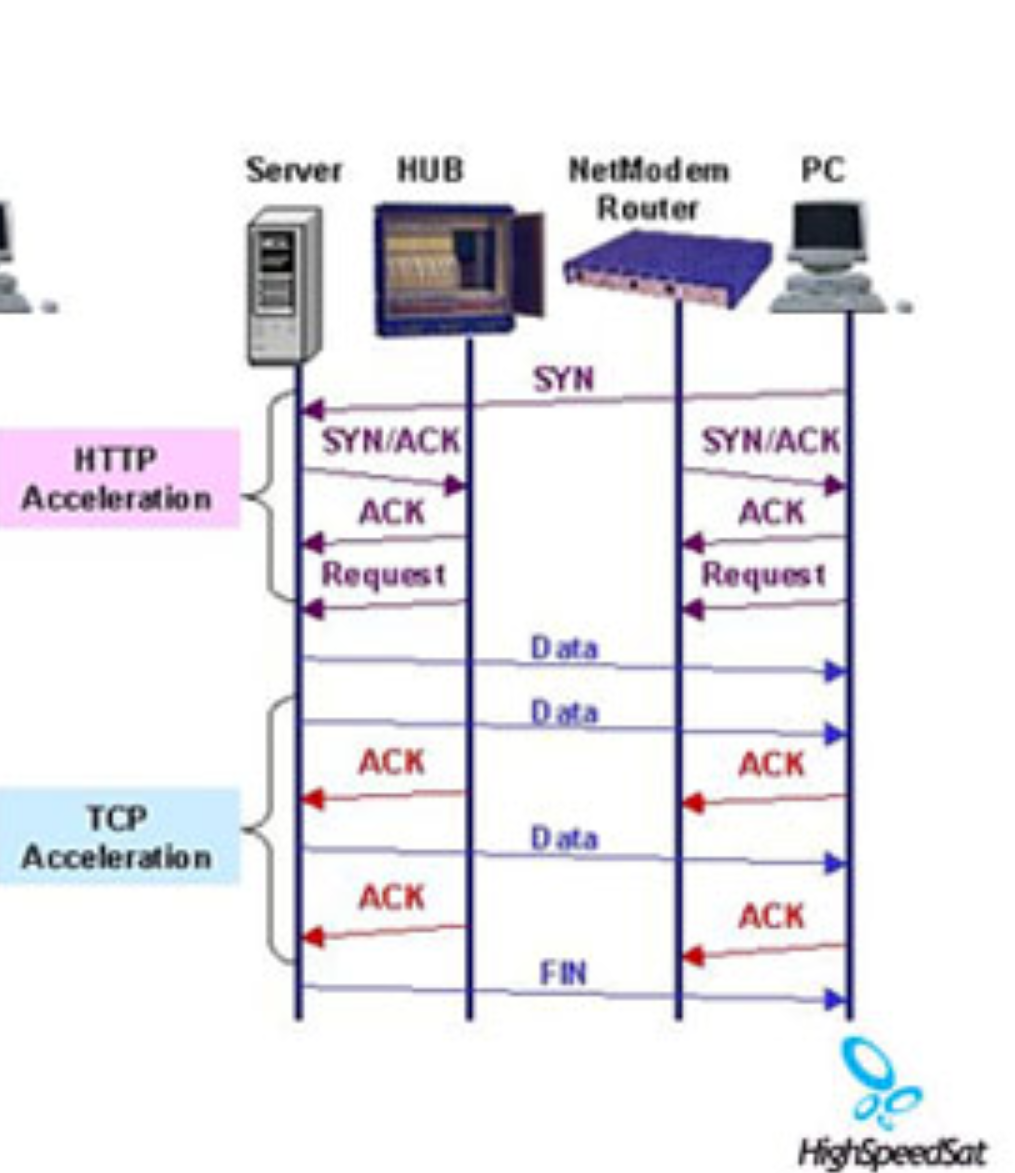 Server HUB NetModem PC
Router
SYN
SYN/ACK SYN/ACK
HTTP
Acceleration
ACK ACK
Request Request
Data
Data
ACK ACK
TCP
Acceleration
Data
ACK ACK
FIN
HighSpeedSat